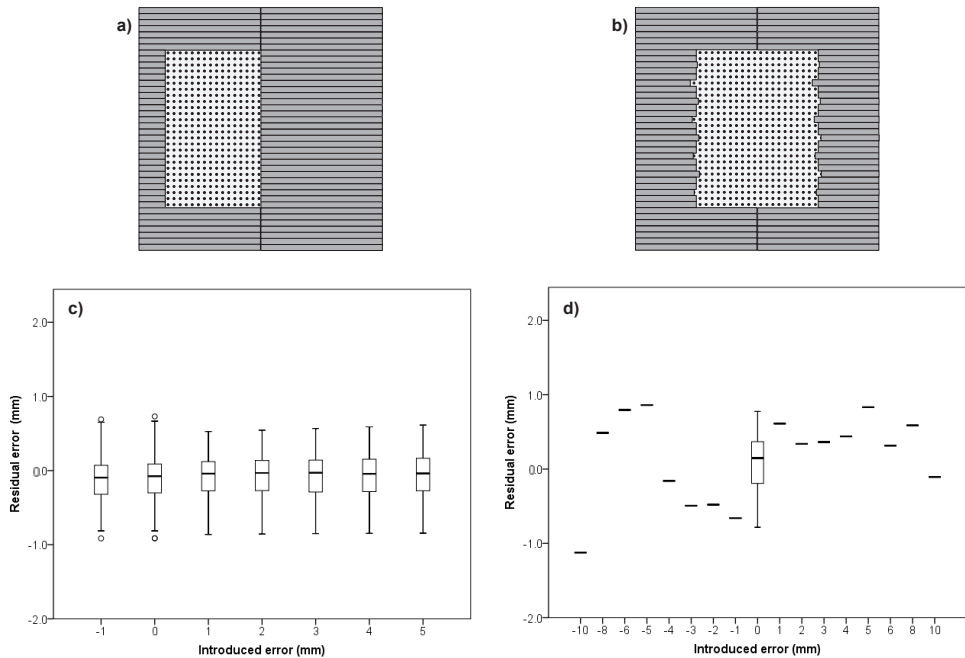 a)
b)
c)
2.0
1.0
0.0
-1.0
-2.0
Residual error (mm)
-1 0 1 2 3 4 5
Introduced error (mm)
d)
2.0
1.0
0.0
-1.0
-2.0
Residual error (mm)
-10 -8 -6 -5 -4 -3 -2 -1 0 1 2 3 4 5 6 8 10
Introduced error (mm)